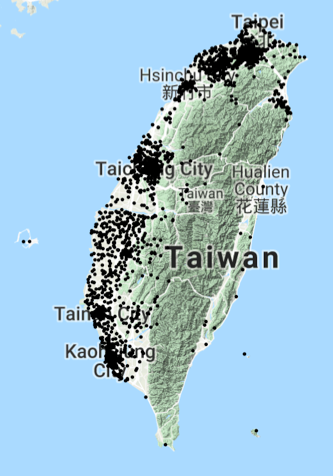 Taipei
Hsinchu City
新竹市
Taichung City
Taiwan
臺灣
Hualien
County
花蓮縣
Taiwan
Tainan City
Kaohsiung
City